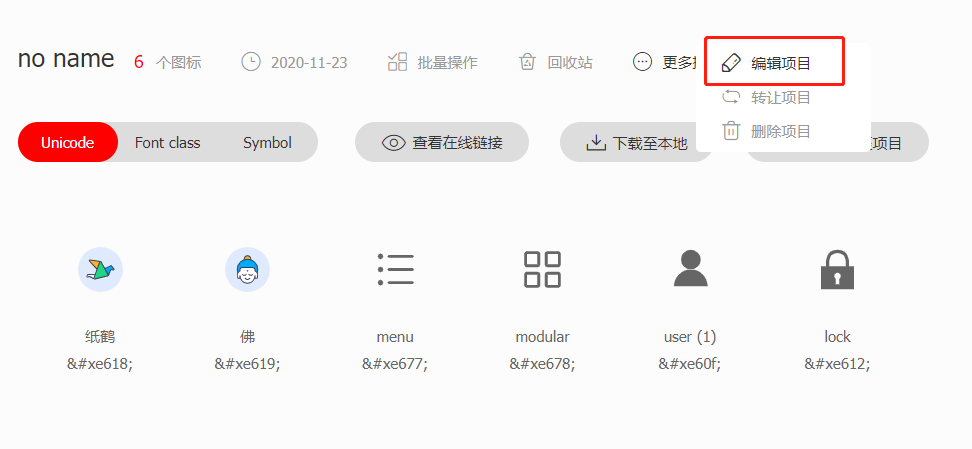 no name 6 个图标 2020-11-23 批量操作 回收站 更多 编辑项目
转让项目
删除项目
Unicode Font class Symbol 查看在线链接 下载至本地 项目
纸鹤 佛 menu modular user (1) lock
&#xe618; &#xe619; &#xe677; &#xe678; &#xe60f; &#xe612;